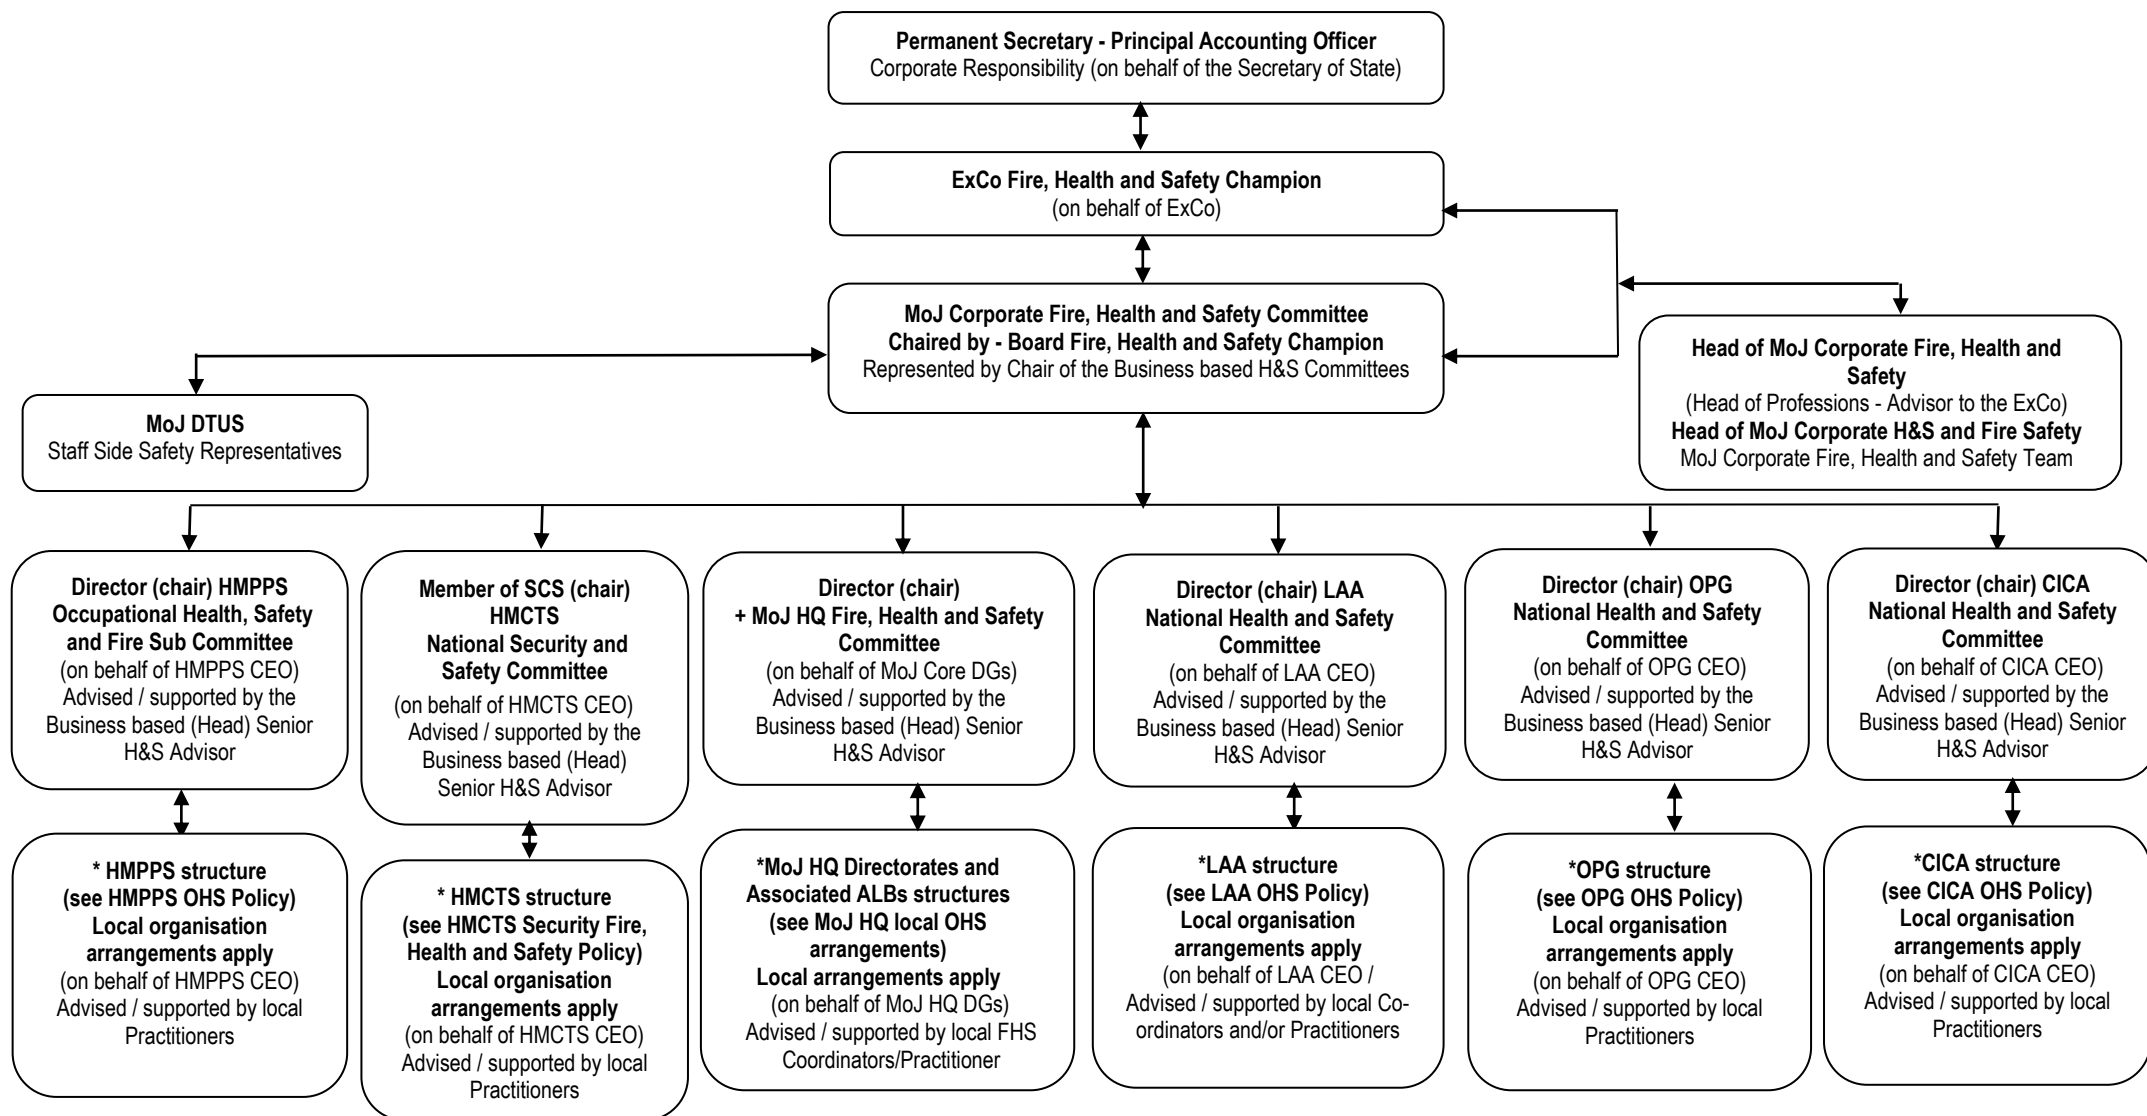 Permanent Secretary - Principal Accounting Officer
Corporate Responsibility (on behalf of the Secretary of State)
ExCo Fire, Health and Safety Champion
(on behalf of ExCo)
MoJ Corporate Fire, Health and Safety Committee
Chaired by - Board Fire, Health and Safety Champion
Represented by Chair of the Business based H&S Committees
Head of MoJ Corporate Fire, Health and
Safety
(Head of Professions - Advisor to the ExCo)
Head of MoJ Corporate H&S and Fire Safety
MoJ Corporate Fire, Health and Safety Team
MoJ DTUS
Staff Side Safety Representatives
Director (chair) HMPPS
Occupational Health, Safety
and Fire Sub Committee
(on behalf of HMPPS CEO)
Advised / supported by the
Business based (Head) Senior
H&S Advisor
Member of SCS (chair)
HMCTS
National Security and
Safety Committee
(on behalf of HMCTS CEO)
Advised / supported by the
Business based (Head)
Senior H&S Advisor
Director (chair)
+ MoJ HQ Fire, Health and Safety
Committee
(on behalf of MoJ Core DGs)
Advised / supported by the
Business based (Head) Senior
H&S Advisor
Director (chair) LAA
National Health and Safety
Committee
(on behalf of LAA CEO)
Advised / supported by the
Business based (Head) Senior
H&S Advisor
Director (chair) OPG
National Health and Safety
Committee
(on behalf of OPG CEO)
Advised / supported by the
Business based (Head) Senior
H&S Advisor
Director (chair) CICA
National Health and Safety
Committee
(on behalf of CICA CEO)
Advised / supported by the
Business based (Head) Senior
H&S Advisor
* HMPPS structure
(see HMPPS OHS Policy)
Local organisation
arrangements apply
(on behalf of HMPPS CEO)
Advised / supported by local
Practitioners
* HMCTS structure
(see HMCTS Security Fire,
Health and Safety Policy)
Local organisation
arrangements apply
(on behalf of HMCTS CEO)
Advised / supported by local
Practitioners
*MoJ HQ Directorates and
Associated ALBs structures
(see MoJ HQ local OHS
arrangements)
Local arrangements apply
(on behalf of MoJ HQ DGs)
Advised / supported by local FHS
Coordinators/Practitioner
*LAA structure
(see LAA OHS Policy)
Local organisation
arrangements apply
(on behalf of LAA CEO /
Advised / supported by local Co-
ordinators and/or Practitioners
*OPG structure
(see OPG OHS Policy)
Local organisation
arrangements apply
(on behalf of OPG CEO)
Advised / supported by local
Practitioners
*CICA structure
(see CICA OHS Policy)
Local organisation
arrangements apply
(on behalf of CICA CEO)
Advised / supported by local
Practitioners